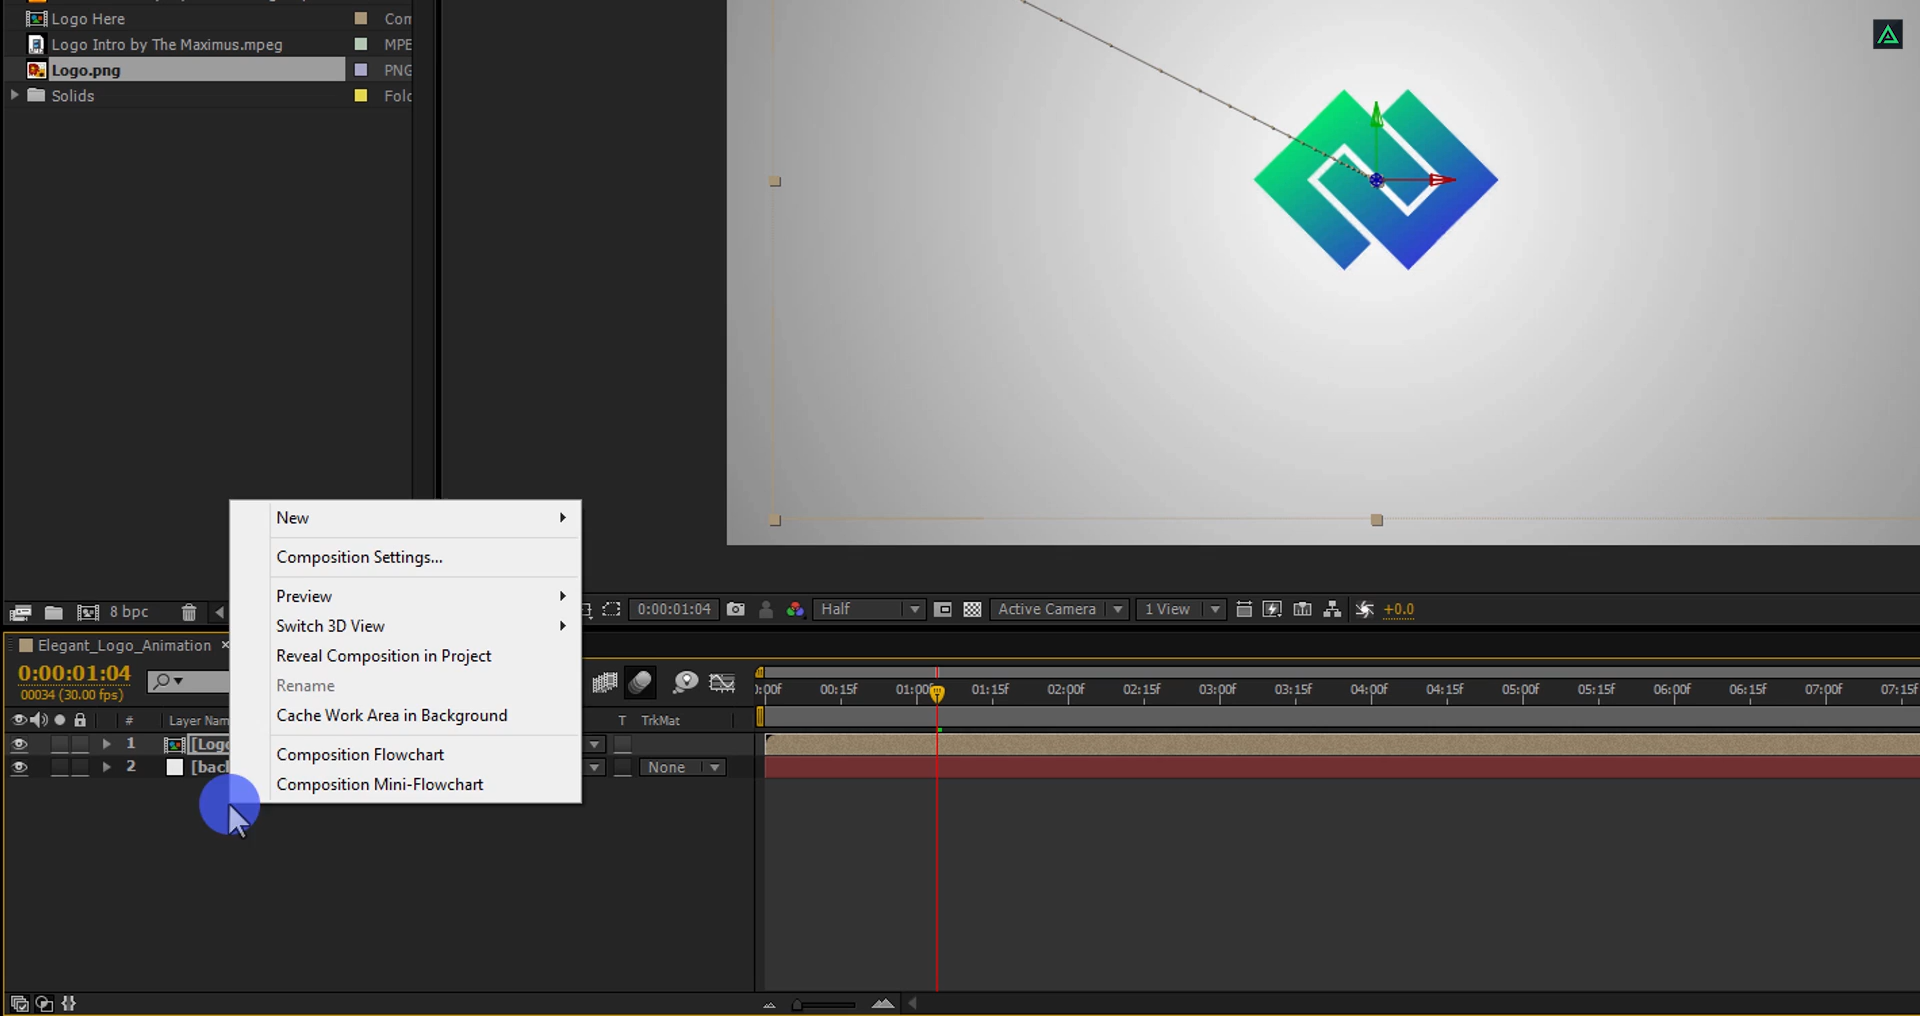 Logo Here
Com
Logo Intro by The Maximus.mpeg
MPE
Logo.png
PNG
Solids
Fold
New
Composition Settings...
Preview
Switch 3D View
Reveal Composition in Project
Rename
Cache Work Area in Background
Composition Flowchart
Composition Mini-Flowchart
8 bpc
0:00:01:04
Half
Active Camera
1 View
+0.0
Elegant_Logo_Animation ×
0:00:01:04
00034 (30.00 fps)
:00f 00:15f 01:00f 01:15f 02:00f 02:15f 03:00f 03:15f 04:00f 04:15f 05:00f 05:15f 06:00f 06:15f 07:00f 07:15f
# Layer Nam
T TrkMat
1 [Logo
2 [back
None